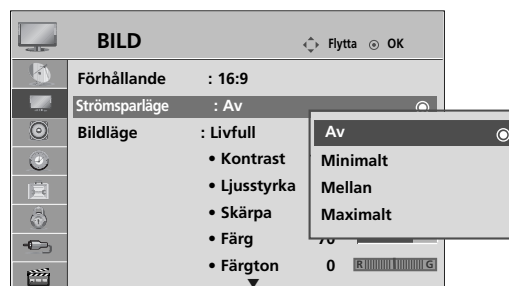 BILD
Flytta OK
Förhållande : 16:9
Strömsparläge : Av
Bildläge : Livfull
• Kontrast
• Ljusstyrka
• Skärpa
• Färg
• Färgton 0 R G
Av
Minimalt
Mellan
Maximalt